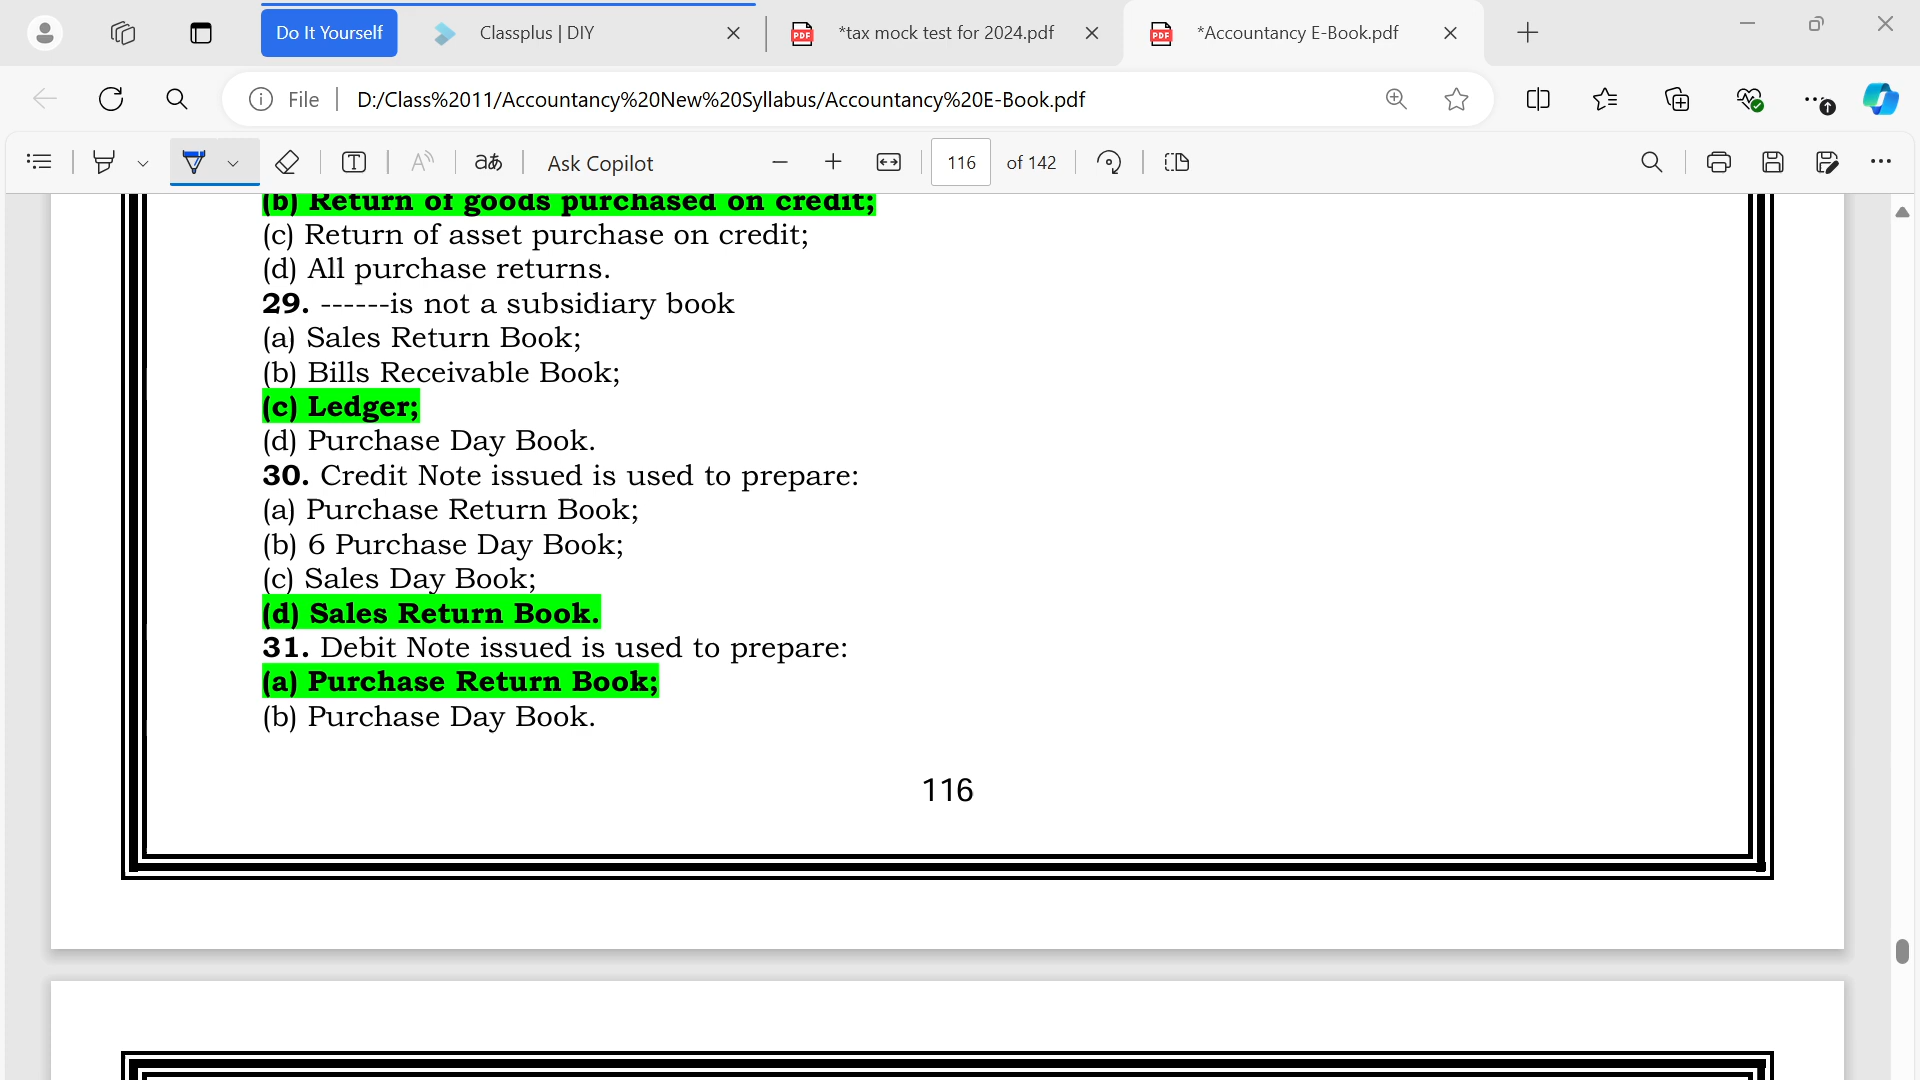 Do It Yourself
Classplus | DIY
*tax mock test for 2024.pdf
*Accountancy E-Book.pdf
File
D:/Class%2011/Accountancy%20New%20Syllabus/Accountancy%20E-Book.pdf
aあ
Ask Copilot
116
of 142
(b) Return of goods purchased on credit;
(c) Return of asset purchase on credit;
(d) All purchase returns.
29. ------is not a subsidiary book
(a) Sales Return Book;
(b) Bills Receivable Book;
(c) Ledger;
(d) Purchase Day Book.
30. Credit Note issued is used to prepare:
(a) Purchase Return Book;
(b) 6 Purchase Day Book;
(c) Sales Day Book;
(d) Sales Return Book.
31. Debit Note issued is used to prepare:
(a) Purchase Return Book;
(b) Purchase Day Book.
116